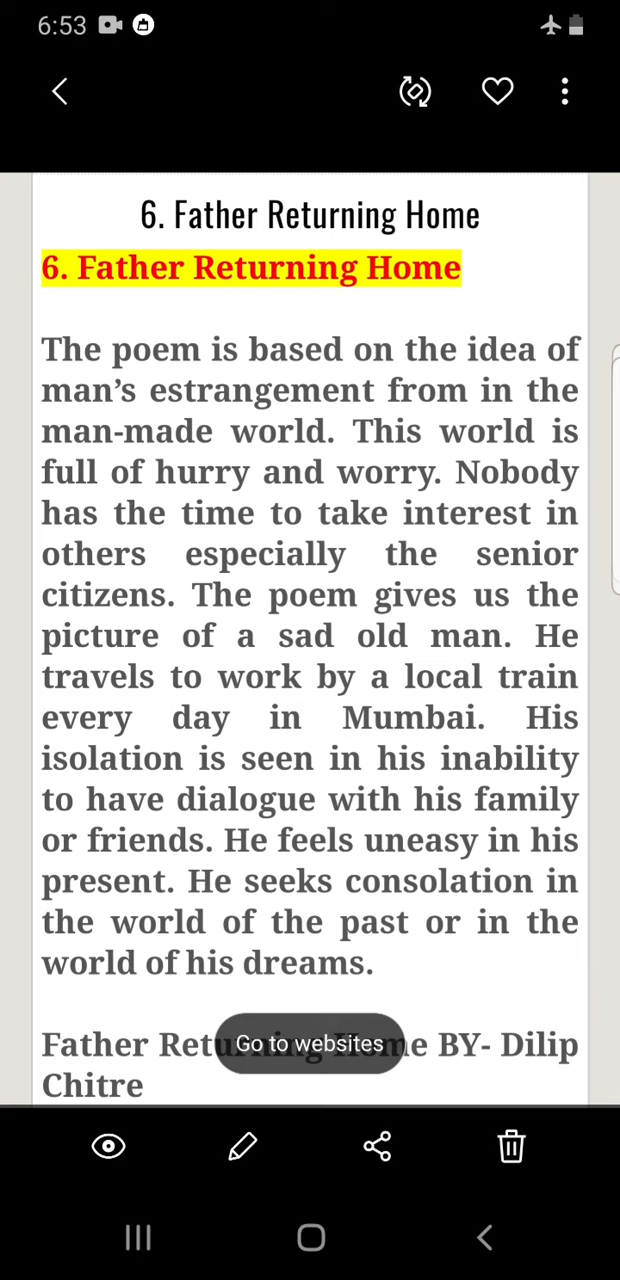 6:53
6. Father Returning Home
6. Father Returning Home
The poem is based on the idea of
man's estrangement from in the
man-made world. This world is
full of hurry and worry. Nobody
has the time to take interest in
others especially the senior
citizens. The poem gives us the
picture of a sad old man. He
travels to work by a local train
every day in Mumbai. His
isolation is seen in his inability
to have dialogue with his family
or friends. He feels uneasy in his
present. He seeks consolation in
the world of the past or in the
world of his dreams.
Father Returning Home BY- Dilip
Go to websites
Chitre